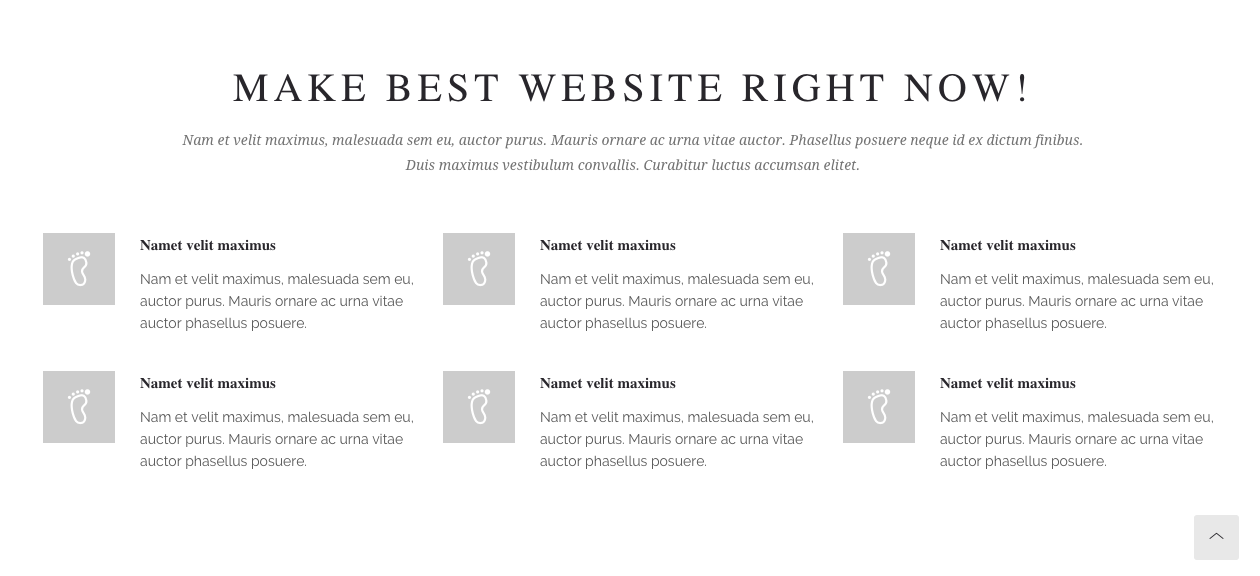 MAKE BEST WEBSITE RIGHT NOW!
Nam et velit maximus, malesuada sem eu, auctor purus. Mauris ornare ac urna vitae auctor. Phasellus posuere neque id ex dictum finibus.
Duis maximus vestibulum convallis. Curabitur luctus accumsan elitet.
Namet velit maximus
Nam et velit maximus, malesuada sem eu,
auctor purus. Mauris ornare ac urna vitae
auctor phasellus posuere.
Namet velit maximus
Nam et velit maximus, malesuada sem eu,
auctor purus. Mauris ornare ac urna vitae
auctor phasellus posuere.
Namet velit maximus
Nam et velit maximus, malesuada sem eu,
auctor purus. Mauris ornare ac urna vitae
auctor phasellus posuere.
Namet velit maximus
Nam et velit maximus, malesuada sem eu,
auctor purus. Mauris ornare ac urna vitae
auctor phasellus posuere.
Namet velit maximus
Nam et velit maximus, malesuada sem eu,
auctor purus. Mauris ornare ac urna vitae
auctor phasellus posuere.
Namet velit maximus
Nam et velit maximus, malesuada sem eu,
auctor purus. Mauris ornare ac urna vitae
auctor phasellus posuere.